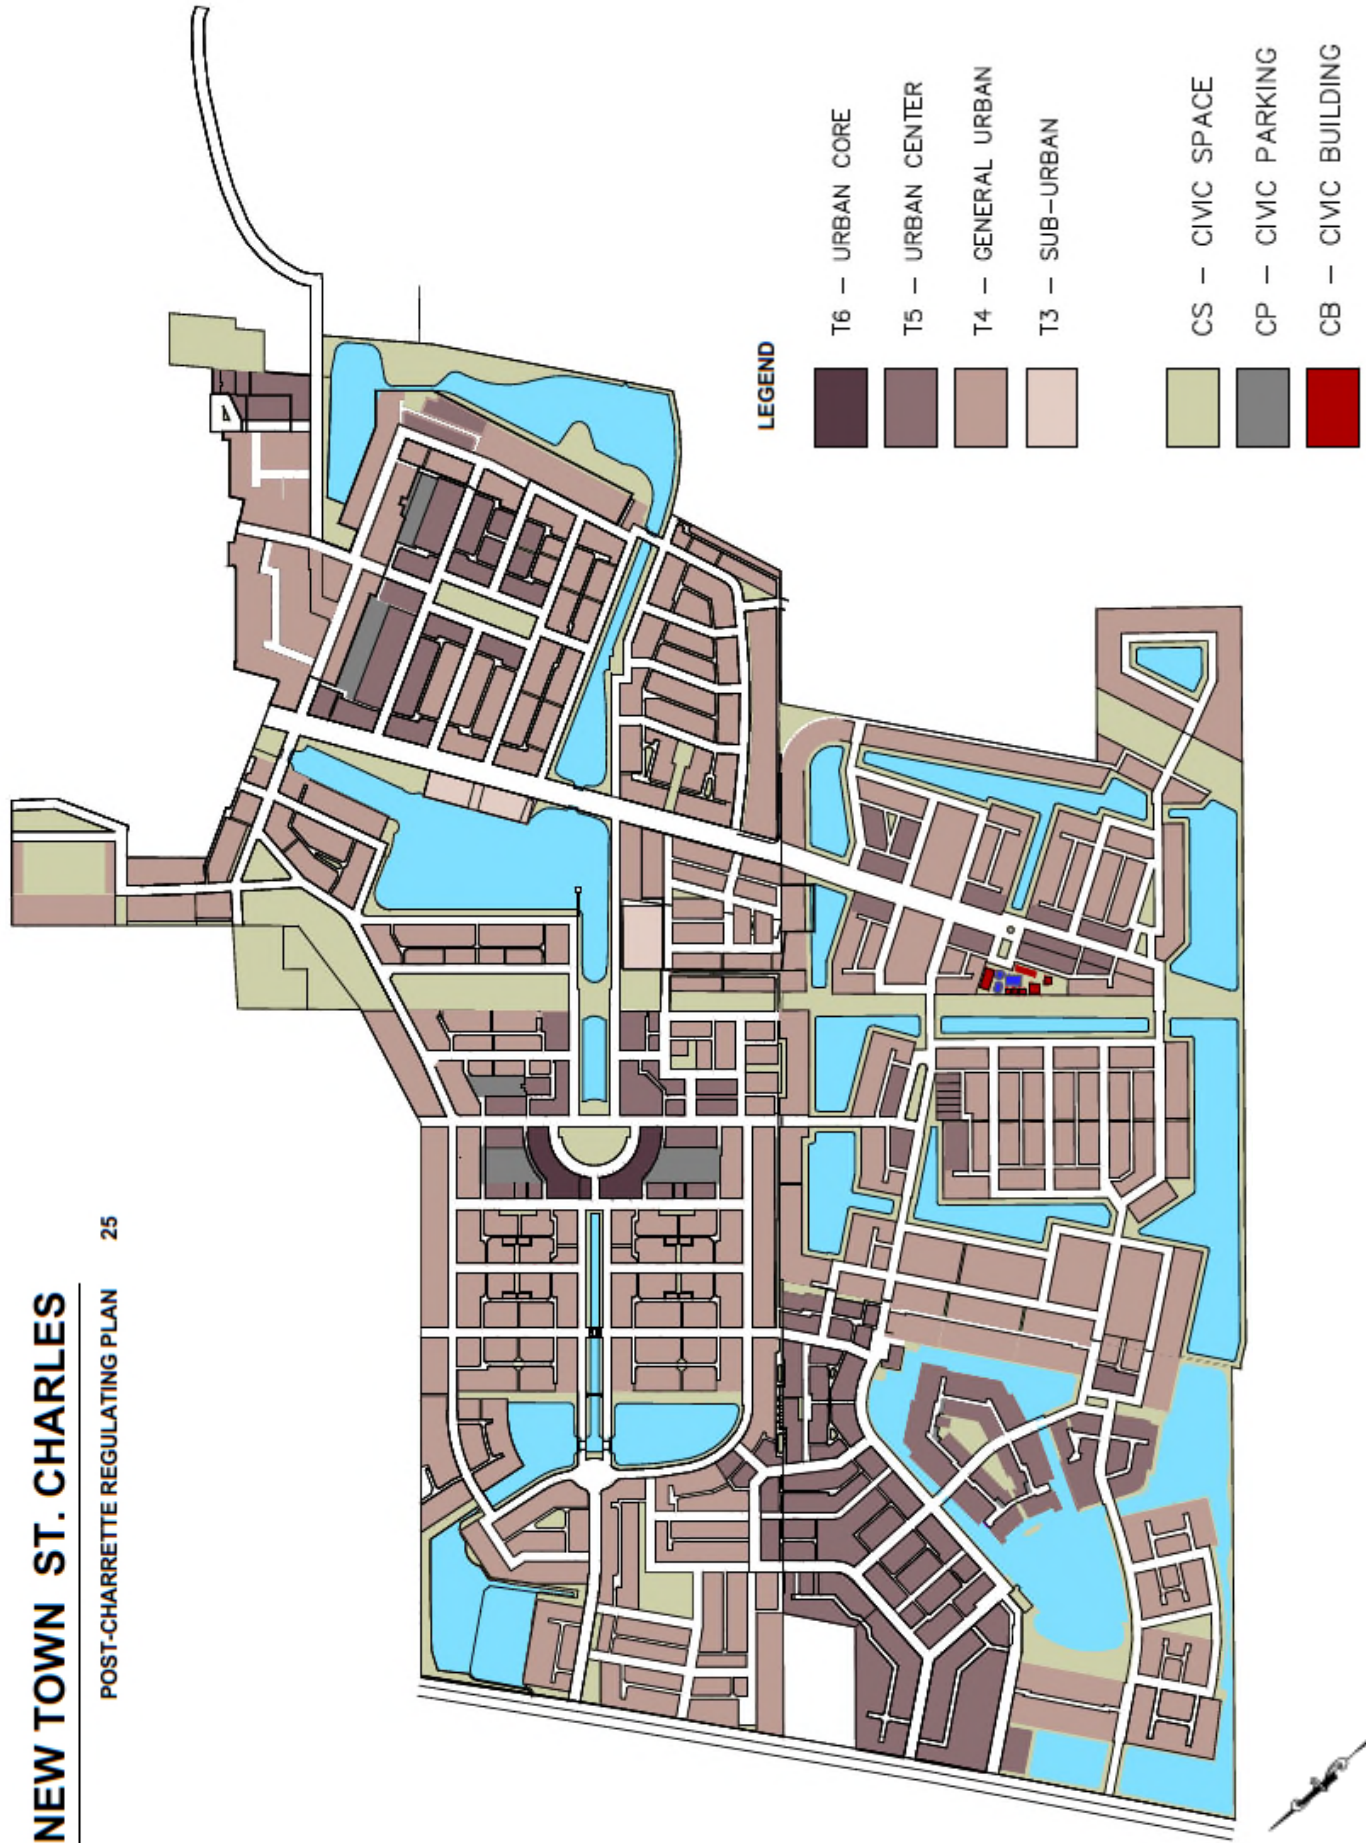 NEW TOWN ST. CHARLES
POST-CHARRETTE REGULATING PLAN 25
LEGEND
T6 – URBAN CORE
T5 – URBAN CENTER
T4 – GENERAL URBAN
T3 – SUB-URBAN
CS – CIVIC SPACE
CP – CIVIC PARKING
CB – CIVIC BUILDING